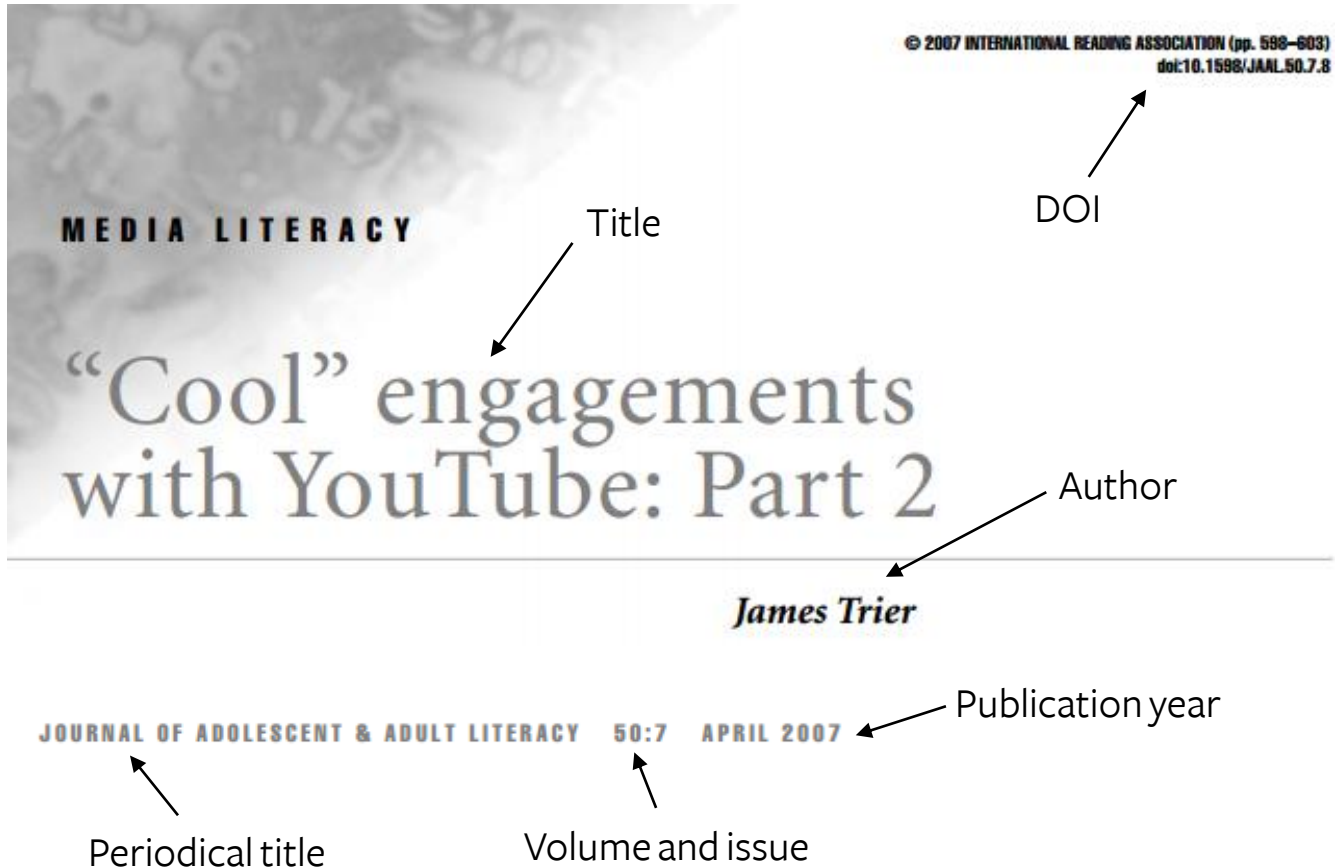 © 2007 INTERNATIONAL READING ASSOCIATION (pp. 598–603)
doi:10.1598/JAAL.50.7.8
DOI
MEDIA LITERACY
Title
“Cool” engagements
with YouTube: Part 2
Author
James Trier
Publication year
JOURNAL OF ADOLESCENT & ADULT LITERACY 50:7 APRIL 2007
Periodical title
Volume and issue